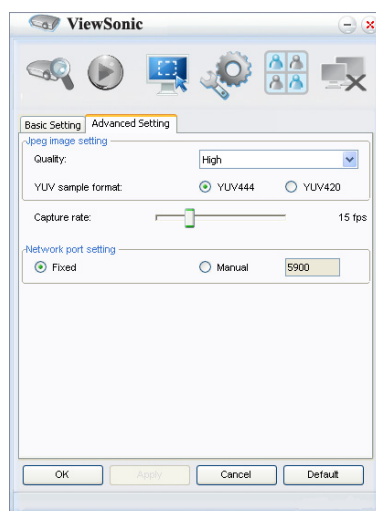 ViewSonic
Basic Setting Advanced Setting
Jpeg image setting
Quality: High
YUV sample format: YUV444 YUV420
Capture rate: 15 fps
Network port setting
Fixed Manual 5900
OK Apply Cancel Default